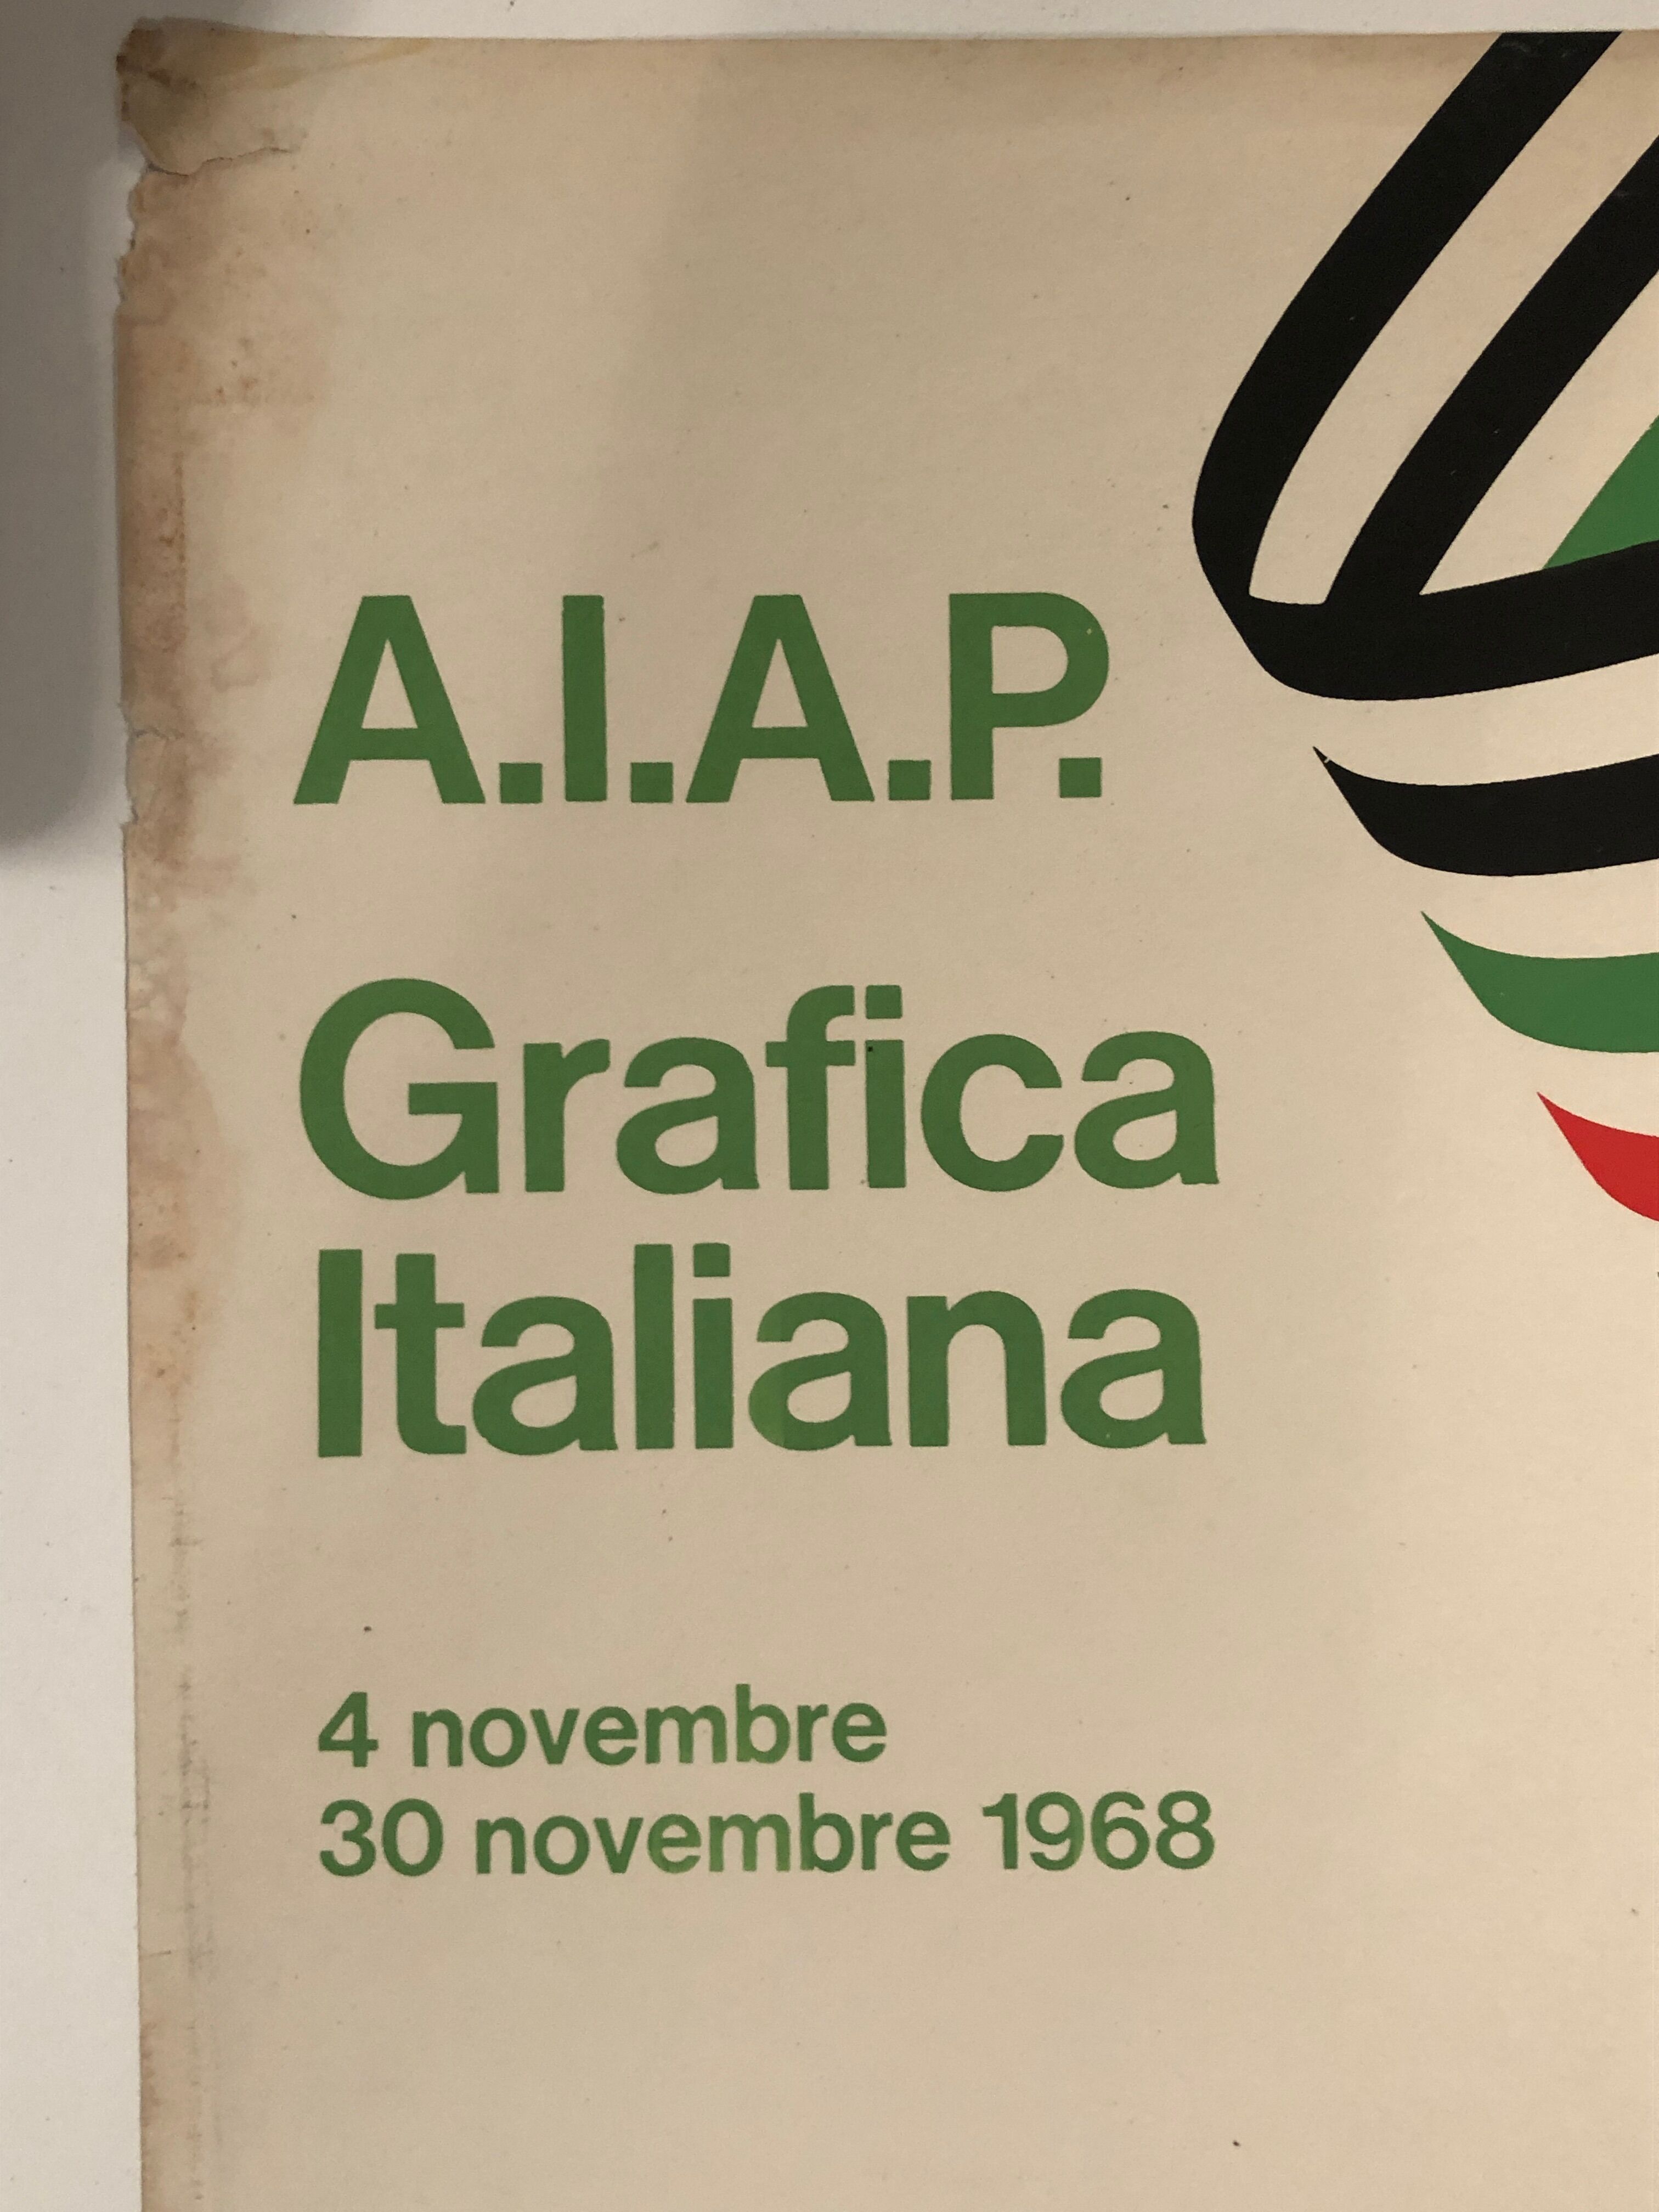 A.I.A.P.
Grafica
Italiana
4 novembre
30 novembre 1968